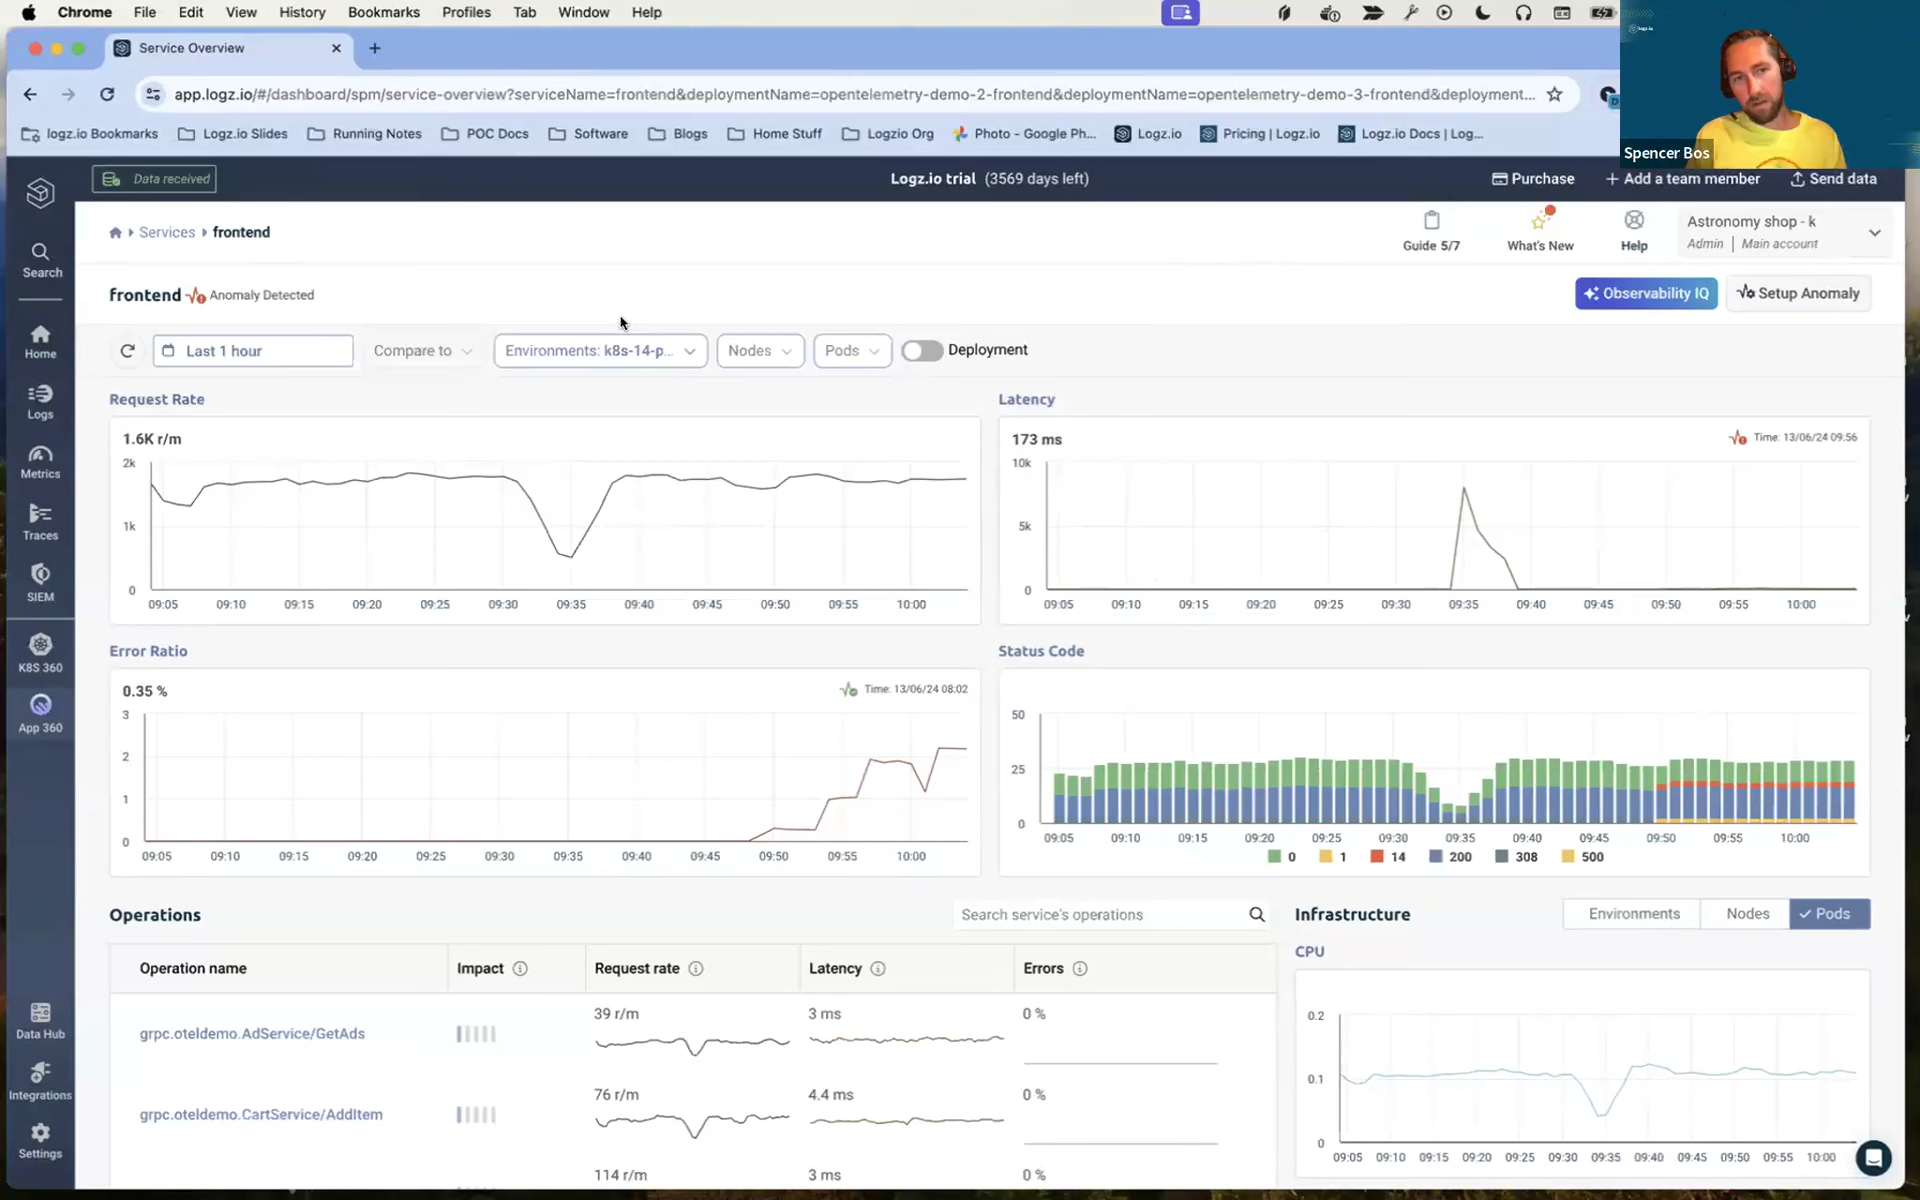 Chrome File Edit View History Bookmarks Profiles Tab Window Help
Service Overview
app.logz.io/#/dashboard/spm/service-overview?serviceName=frontend&deploymentName=opentelemetry-demo-2-frontend&deploymentName=opentelemetry-demo-3-frontend&deployment...
logz.io Bookmarks Logz.io Slides Running Notes POC Docs Software Blogs Home Stuff Logzio Org Photo - Google Ph... Logz.io Pricing | Logz.io Logz.io Docs | Log...
logz.io
Spencer Bos
Data received
Logz.io trial (3569 days left)
Purchase + Add a team member Send data
Services frontend
Guide 5/7 What's New Help
Astronomy shop - k
Admin | Main account
Search
Home
Logs
Metrics
Traces
SIEM
K8S 360
App 360
Data Hub
Integrations
Settings
frontend Anomaly Detected
Observability IQ Setup Anomaly
Last 1 hour Compare to Environments: k8s-14-p... Nodes Pods Deployment
Request Rate
1.6K r/m
2k
1k
0
09:05 09:10 09:15 09:20 09:25 09:30 09:35 09:40 09:45 09:50 09:55 10:00
Latency
173 ms Time: 13/06/24 09:56
10k
5k
0
09:05 09:10 09:15 09:20 09:25 09:30 09:35 09:40 09:45 09:50 09:55 10:00
Error Ratio
0.35 % Time: 13/06/24 08:02
3
2
1
0
09:05 09:10 09:15 09:20 09:25 09:30 09:35 09:40 09:45 09:50 09:55 10:00
Status Code
50
25
0
09:05 09:10 09:15 09:20 09:25 09:30 09:35 09:40 09:45 09:50 09:55 10:00
0 1 14 200 308 500
Operations
Search service's operations
Operation name Impact Request rate Latency Errors
39 r/m 3 ms 0 %
grpc.oteldemo.AdService/GetAds
76 r/m 4.4 ms 0 %
grpc.oteldemo.CartService/AddItem
114 r/m 3 ms 0 %
Infrastructure
Environments Nodes Pods
CPU
0.2
0.1
0
09:05 09:10 09:15 09:20 09:25 09:30 09:35 09:40 09:45 09:50 09:55 10:00